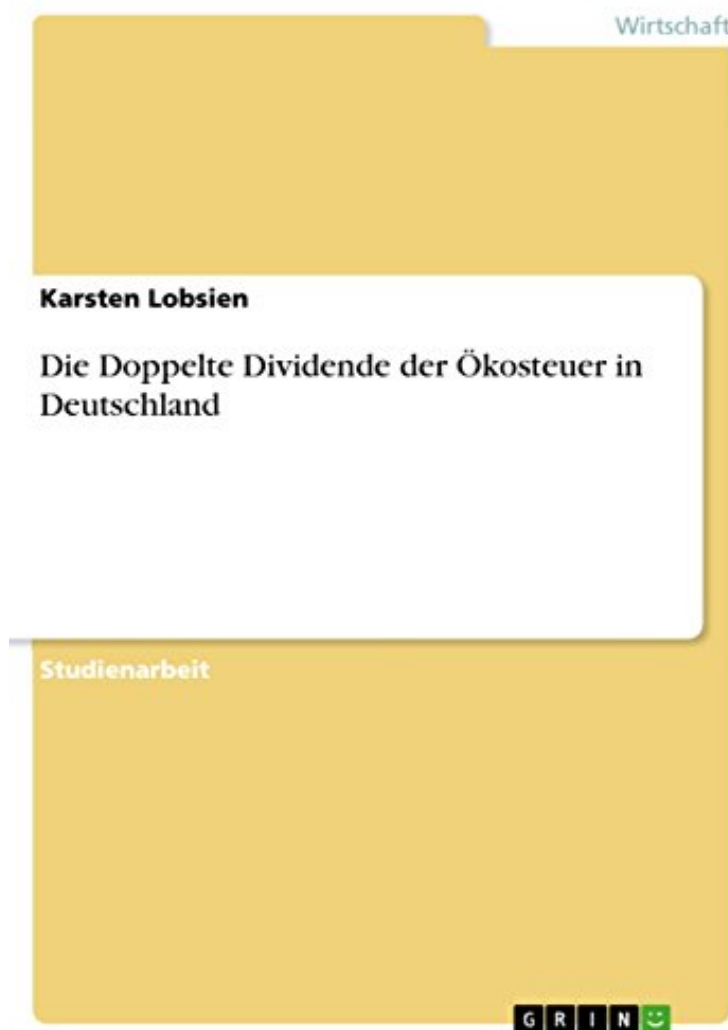 Wirtschaft
Karsten Lobsien
Die Doppelte Dividende der Ökosteuer in
Deutschland
Studienarbeit
GRIN